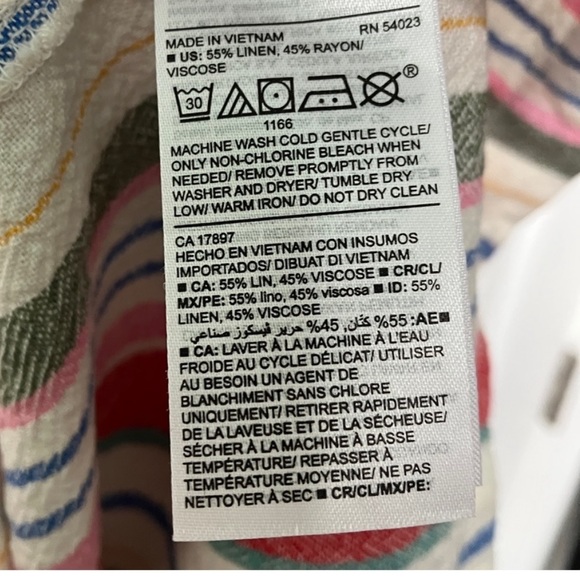 MADE IN VIETNAM RN 54023
■ US: 55% LINEN, 45% RAYON/
VISCOSE
30 ®
1166
MACHINE WASH COLD GENTLE CYCLE/
ONLY NON-CHLORINE BLEACH WHEN
NEEDED/ REMOVE PROMPTLY FROM
WASHER AND DRYER/ TUMBLE DRY
LOW/ WARM IRON/ DO NOT DRY CLEAN
CA 17897
HECHO EN VIETNAM CON INSUMOS
IMPORTADOS/ DIBUAT DI VIETNAM
■ CA: 55% LIN, 45% VISCOSE ■ CR/CL/
MX/PE: 55% lino, 45% viscosa ■ ID: 55%
LINEN, 45% VISCOSE
■AE: 55% كتان, 45% حرير فيسكوز صناعي
■ CA: LAVER À LA MACHINE À L'EAU
FROIDE AU CYCLE DÉLICAT/ UTILISER
AU BESOIN UN AGENT DE
BLANCHIMENT SANS CHLORE
UNIQUEMENT/ RETIRER RAPIDEMENT
DE LA LAVEUSE ET DE LA SÉCHEUSE/
SÉCHER À LA MACHINE À BASSE
TEMPÉRATURE/ REPASSER À
TEMPÉRATURE MOYENNE/ NE PAS
NETTOYER À SEC ■ CR/CL/MX/PE: